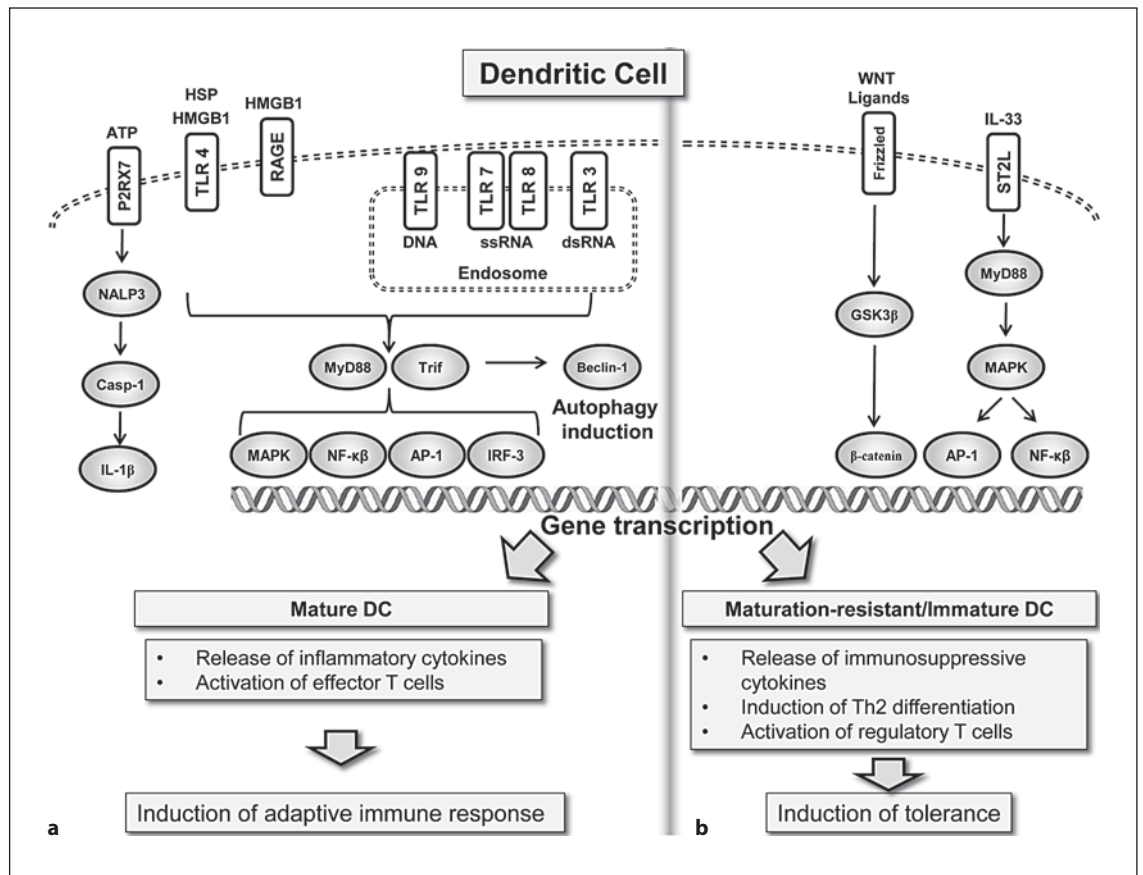 Dendritic Cell
HSP
HMGB1
HMGB1
ATP
P2RX7
TLR 4
RAGE
TLR 9
TLR 7
TLR 8
TLR 3
DNA
ssRNA
dsRNA
Endosome
NALP3
Casp-1
IL-1β
MyD88
Trif
Beclin-1
Autophagy
induction
MAPK
NF-κβ
AP-1
IRF-3
WNT
Ligands
IL-33
Frizzled
ST2L
MyD88
GSK3β
MAPK
β-catenin
AP-1
NF-κβ
Gene transcription
Mature DC
• Release of inflammatory cytokines
• Activation of effector T cells
Induction of adaptive immune response
a
Maturation-resistant/Immature DC
• Release of immunosuppressive
cytokines
• Induction of Th2 differentiation
• Activation of regulatory T cells
Induction of tolerance
b